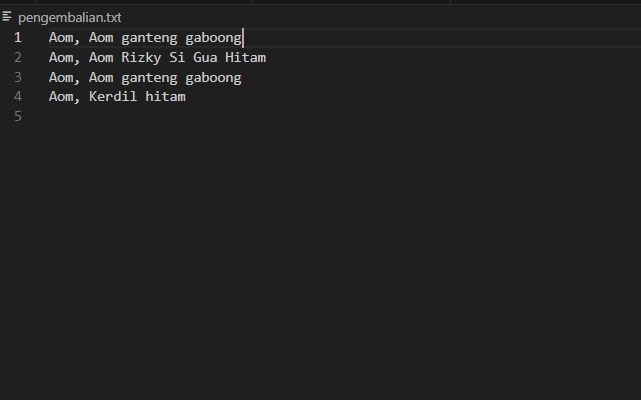 pengembalian.txt
1 Aom, Aom ganteng gaboong
2 Aom, Aom Rizky Si Gua Hitam
3 Aom, Aom ganteng gaboong
4 Aom, Kerdil hitam
5